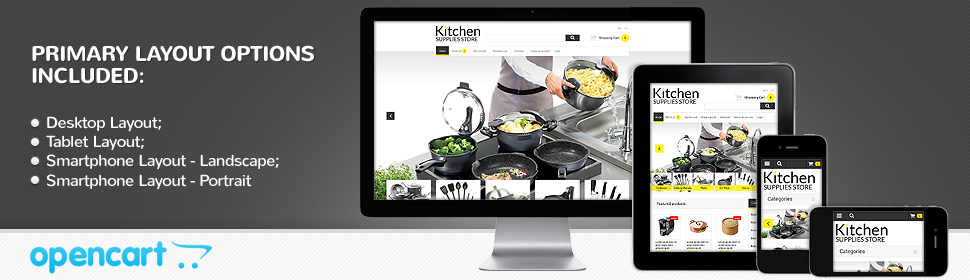 PRIMARY LAYOUT OPTIONS
INCLUDED:
Desktop Layout;
Tablet Layout;
Smartphone Layout - Landscape;
Smartphone Layout - Portrait
opencart
Kitchen
SUPPLIES STORE
Shopping Cart
Kitchen
SUPPLIES STORE
Shopping Cart
Featured products
Kitchen
SUPPLIES STORE
Categories
Kitchen
SUPPLIES STORE
Categories